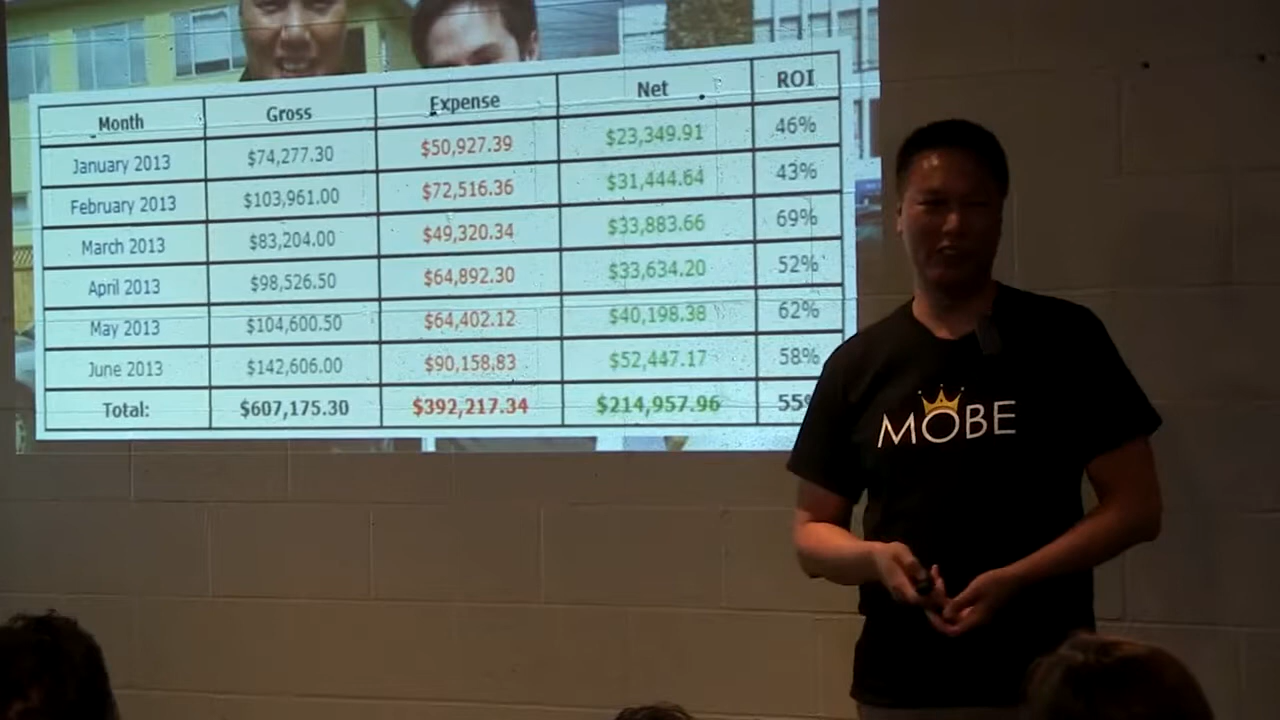 Month Gross Expense Net ROI
January 2013 $74,277.30 $50,927.39 $23,349.91 46%
February 2013 $103,961.00 $72,516.36 $31,444.64 43%
March 2013 $83,204.00 $49,320.34 $33,883.66 69%
April 2013 $98,526.50 $64,892.30 $33,634.20 52%
May 2013 $104,600.50 $64,402.12 $40,198.38 62%
June 2013 $142,606.00 $90,158,83 $52,447.17 58%
Total: $607,175.30 $392,217.34 $214,957.96 55%
MOBE